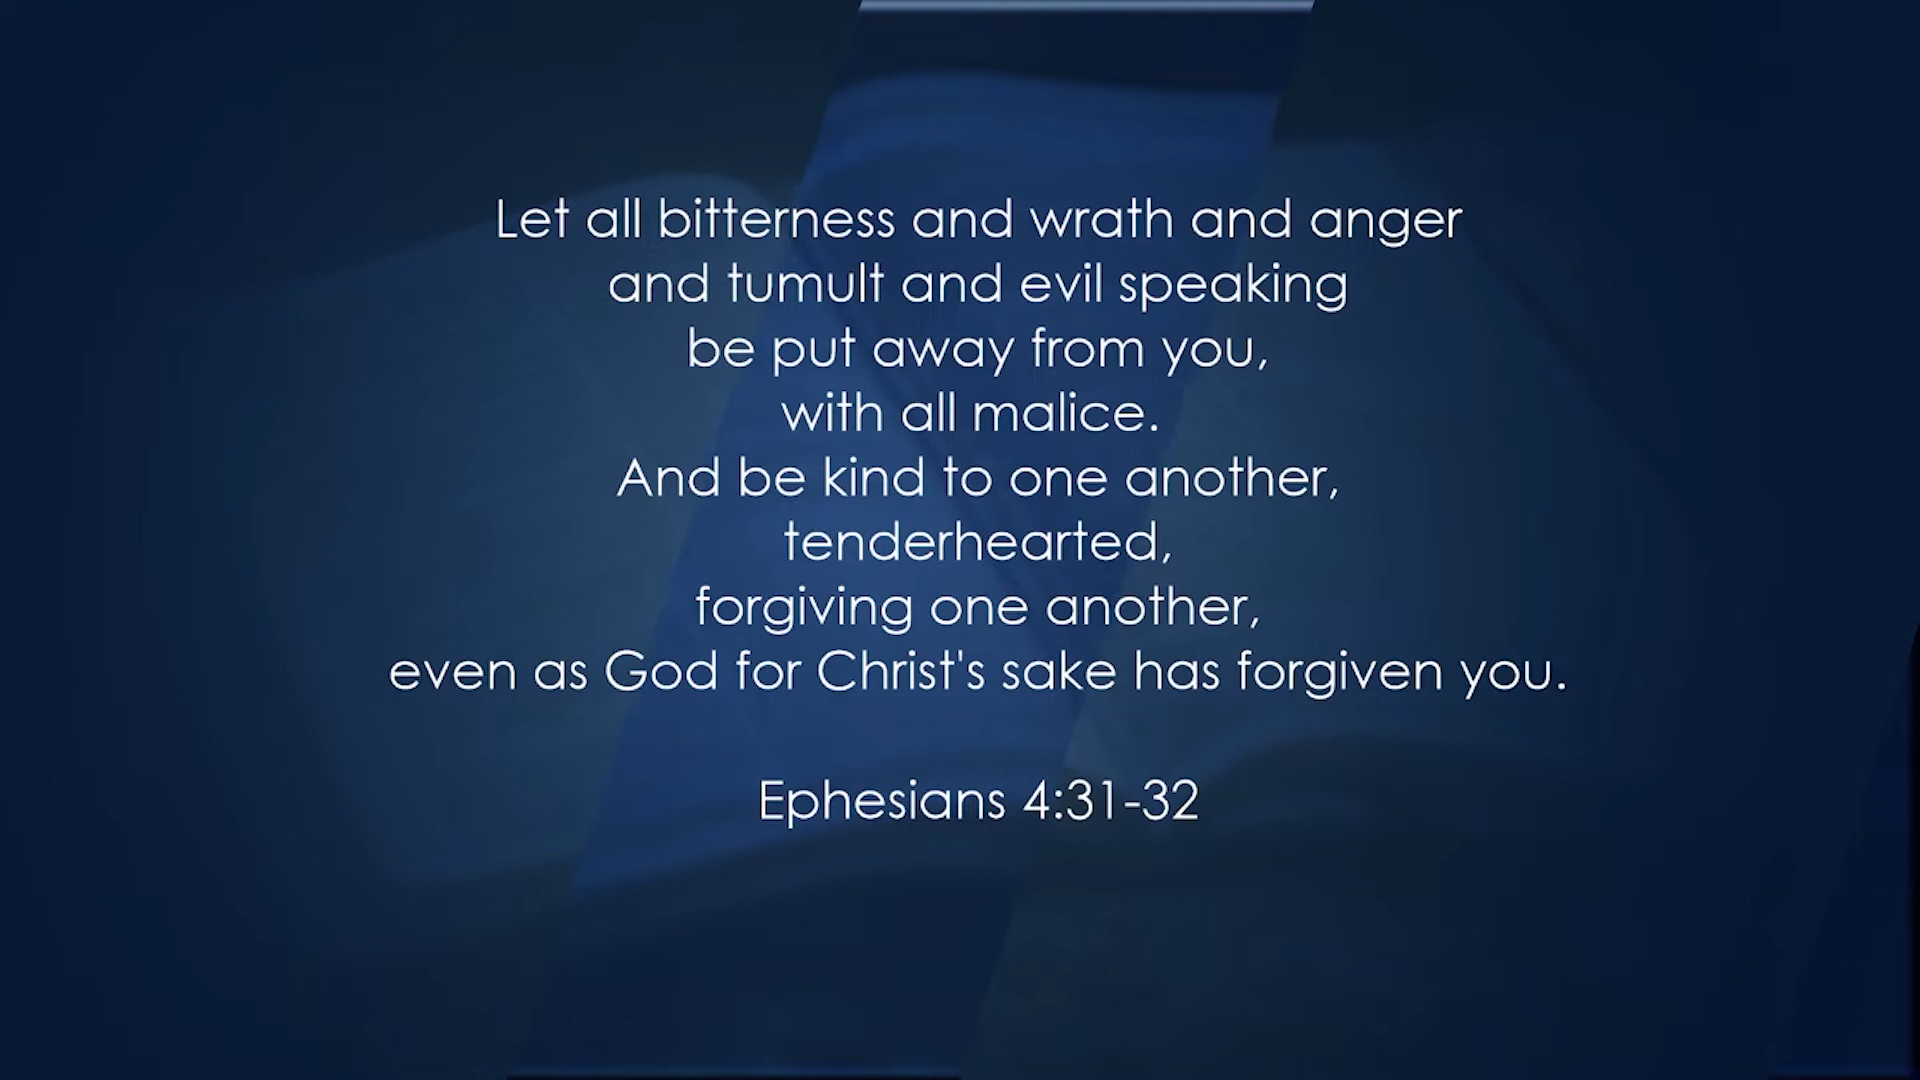 Let all bitterness and wrath and anger
and tumult and evil speaking
be put away from you,
with all malice.
And be kind to one another,
tenderhearted,
forgiving one another,
even as God for Christ's sake has forgiven you.
Ephesians 4:31-32